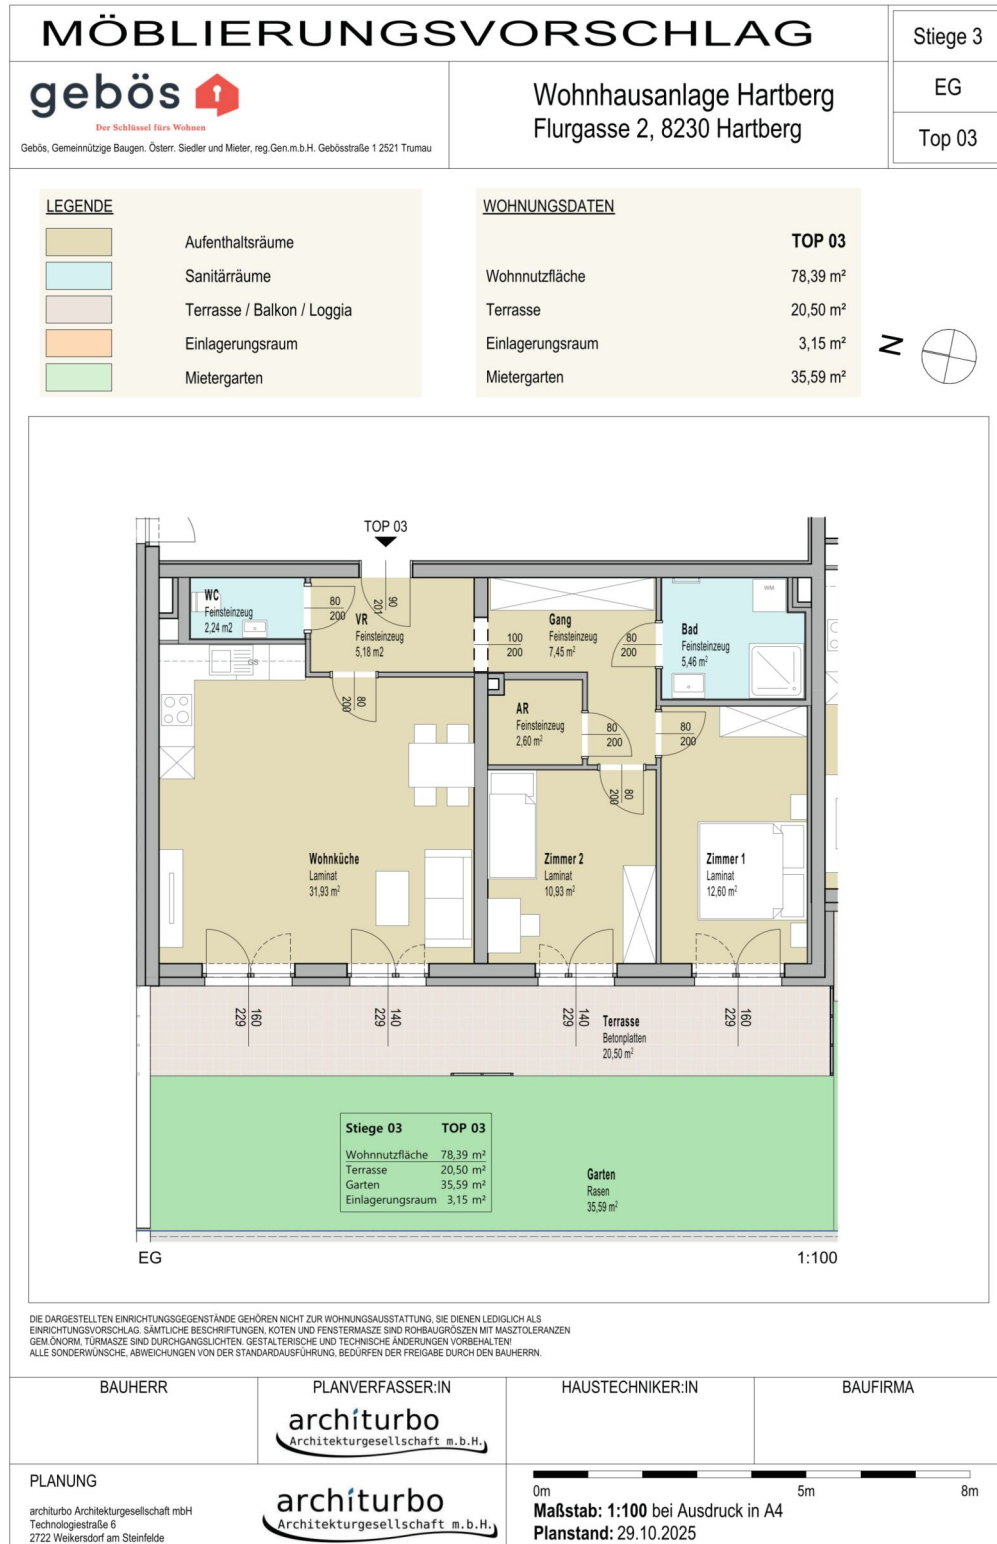 MÖBLIERUNGSVORSCHLAG
Stiege 3
EG
Top 03
gebös
Der Schlüssel fürs Wohnen
Gebös, Gemeinnützige Baugen. Österr. Siedler und Mieter, reg.Gen.m.b.H. Gebösstraße 1 2521 Trumau
Wohnhausanlage Hartberg
Flurgasse 2, 8230 Hartberg
LEGENDE
Aufenthaltsräume
Sanitärräume
Terrasse / Balkon / Loggia
Einlagerungsraum
Mietergarten
WOHNUNGSDATEN
TOP 03
Wohnnutzfläche 78,39 m²
Terrasse 20,50 m²
Einlagerungsraum 3,15 m²
Mietergarten 35,59 m²
N
TOP 03
WC
Feinsteinzeug
2,24 m2
80
200
90
201
VR
Feinsteinzeug
5,18 m2
100
200
Gang
Feinsteinzeug
7,45 m²
80
200
WM
Bad
Feinsteinzeug
5,46 m²
GS
80
200
AR
Feinsteinzeug
2,60 m²
80
200
80
200
80
200
Wohnküche
Laminat
31,93 m²
Zimmer 2
Laminat
10,93 m²
Zimmer 1
Laminat
12,60 m²
160
229
140
229
140
229
160
229
Terrasse
Betonplatten
20,50 m²
Stiege 03 TOP 03
Wohnnutzfläche 78,39 m²
Terrasse 20,50 m²
Garten 35,59 m²
Einlagerungsraum 3,15 m²
Garten
Rasen
35,59 m²
EG
1:100
DIE DARGESTELLTEN EINRICHTUNGSGEGENSTÄNDE GEHÖREN NICHT ZUR WOHNUNGSAUSSTATTUNG, SIE DIENEN LEDIGLICH ALS
EINRICHTUNGSVORSCHLAG. SÄMTLICHE BESCHRIFTUNGEN, KOTEN UND FENSTERMASZE SIND ROHBAUGRÖSZEN MIT MASZTOLERANZEN
GEM.ÖNORM, TÜRMASZE SIND DURCHGANGSLICHTEN. GESTALTERISCHE UND TECHNISCHE ÄNDERUNGEN VORBEHALTEN!
ALLE SONDERWÜNSCHE, ABWEICHUNGEN VON DER STANDARDAUSFÜHRUNG, BEDÜRFEN DER FREIGABE DURCH DEN BAUHERRN.
BAUHERR
PLANVERFASSER:IN
architurbo
Architekturgesellschaft m.b.H.
HAUSTECHNIKER:IN
BAUFIRMA
PLANUNG
architurbo Architekturgesellschaft mbH
Technologiestraße 6
2722 Weikersdorf am Steinfelde
architurbo
Architekturgesellschaft m.b.H.
0m 5m 8m
Maßstab: 1:100 bei Ausdruck in A4
Planstand: 29.10.2025